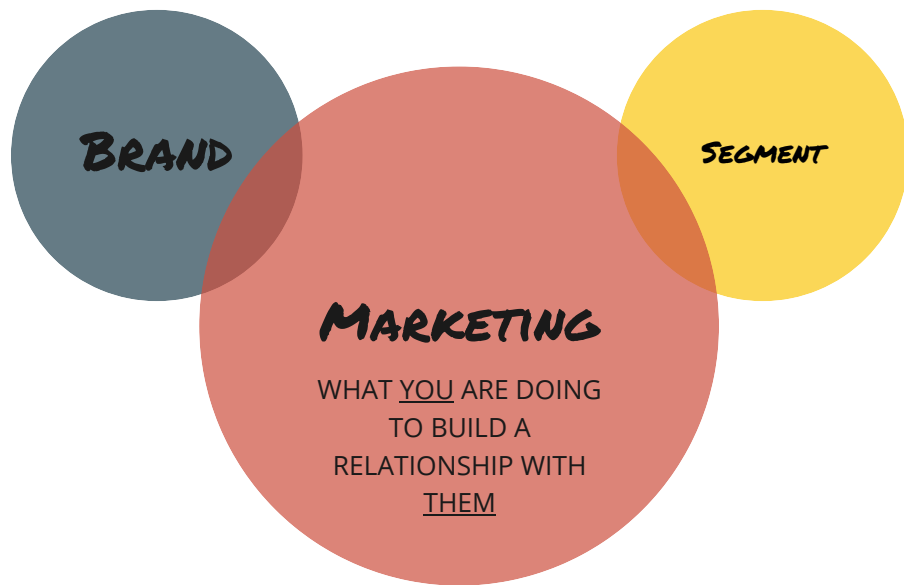 BRAND
SEGMENT
MARKETING
WHAT YOU ARE DOING
TO BUILD A
RELATIONSHIP WITH
THEM